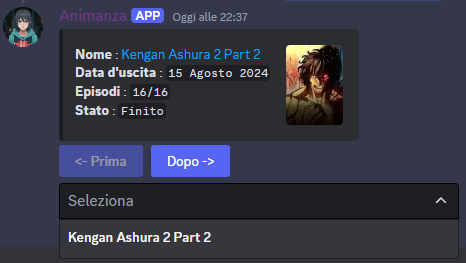 Animanza APP Oggi alle 22:37
Nome : Kengan Ashura 2 Part 2
Data d'uscita : 15 Agosto 2024
Episodi : 16/16
Stato : Finito
<- Prima Dopo ->
Seleziona
Kengan Ashura 2 Part 2